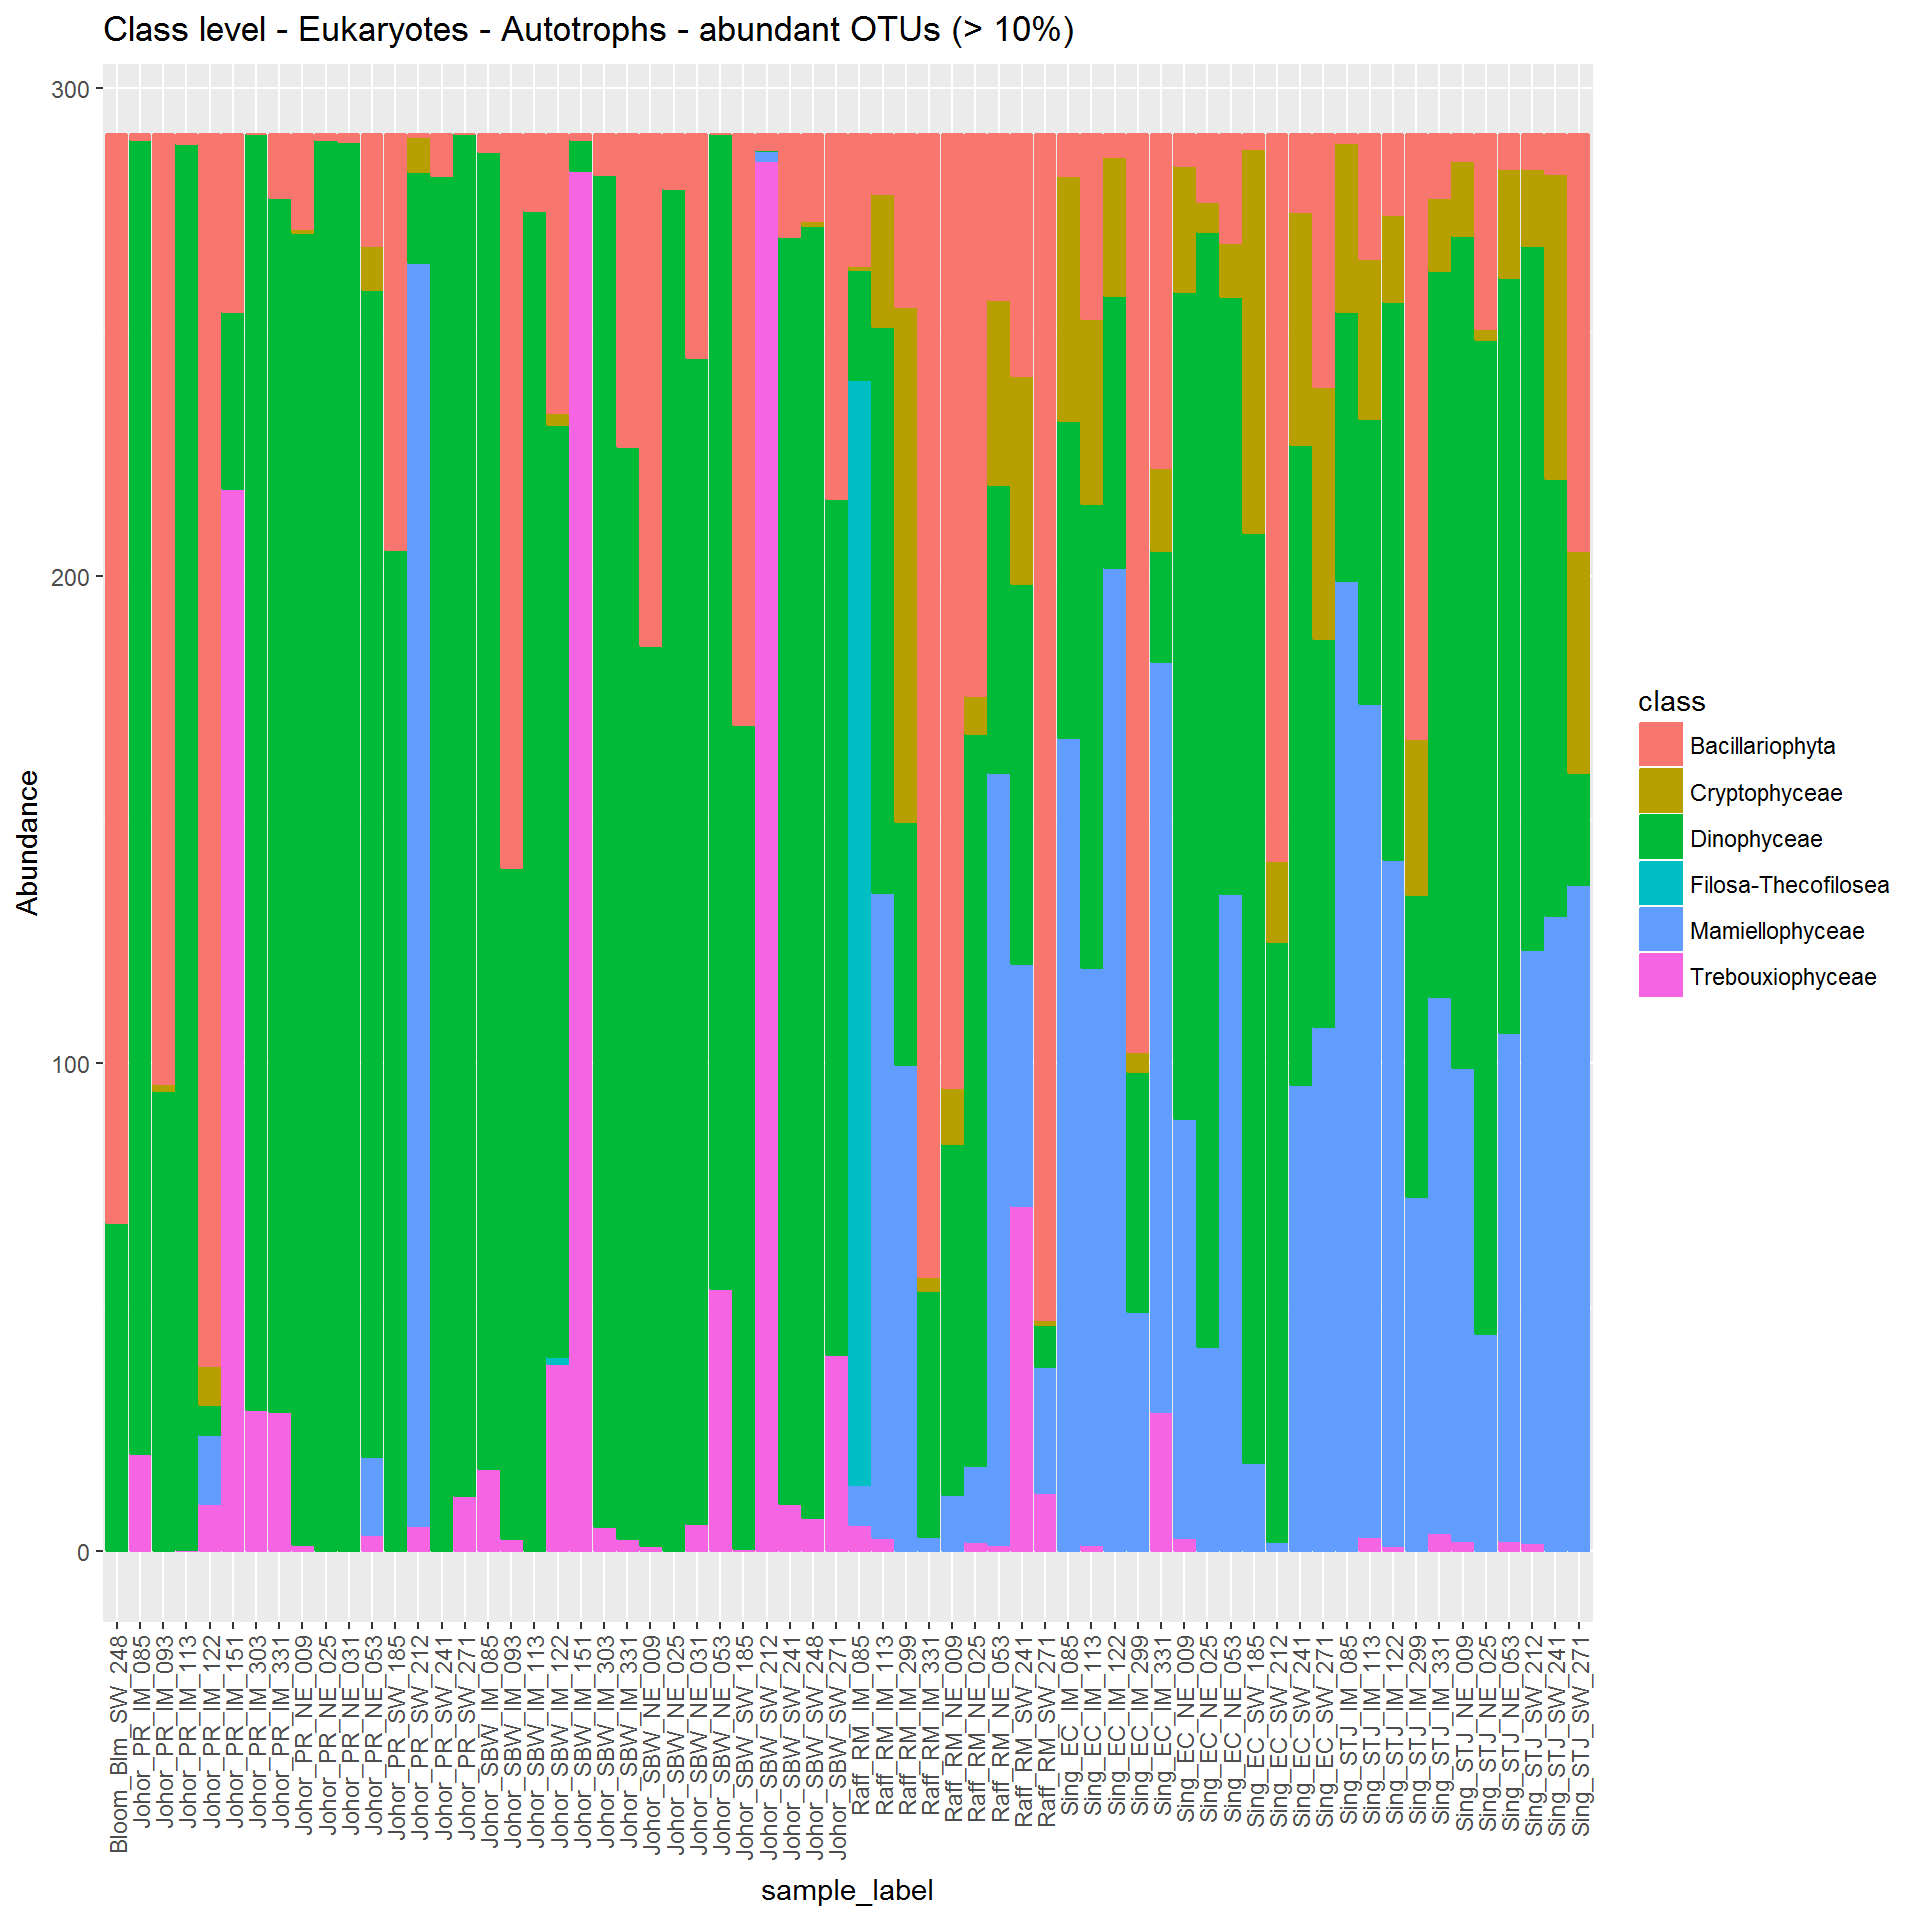 Class level - Eukaryotes - Autotrophs - abundant OTUs (> 10%)
300
200
100
0
Abundance
Bloom_Blm_SW_248
Johor_PR_IM_085
Johor_PR_IM_093
Johor_PR_IM_113
Johor_PR_IM_122
Johor_PR_IM_151
Johor_PR_IM_303
Johor_PR_IM_331
Johor_PR_NE_009
Johor_PR_NE_025
Johor_PR_NE_031
Johor_PR_NE_053
Johor_PR_SW_185
Johor_PR_SW_212
Johor_PR_SW_241
Johor_PR_SW_271
Johor_SBW_IM_085
Johor_SBW_IM_093
Johor_SBW_IM_113
Johor_SBW_IM_122
Johor_SBW_IM_151
Johor_SBW_IM_303
Johor_SBW_IM_331
Johor_SBW_NE_009
Johor_SBW_NE_025
Johor_SBW_NE_031
Johor_SBW_NE_053
Johor_SBW_SW_185
Johor_SBW_SW_212
Johor_SBW_SW_241
Johor_SBW_SW_248
Johor_SBW_SW_271
Raff_RM_IM_085
Raff_RM_IM_113
Raff_RM_IM_299
Raff_RM_IM_331
Raff_RM_NE_009
Raff_RM_NE_025
Raff_RM_NE_053
Raff_RM_SW_241
Raff_RM_SW_271
Sing_EC_IM_085
Sing_EC_IM_113
Sing_EC_IM_122
Sing_EC_IM_299
Sing_EC_IM_331
Sing_EC_NE_009
Sing_EC_NE_025
Sing_EC_NE_053
Sing_EC_SW_185
Sing_EC_SW_212
Sing_EC_SW_241
Sing_EC_SW_271
Sing_STJ_IM_085
Sing_STJ_IM_113
Sing_STJ_IM_122
Sing_STJ_IM_299
Sing_STJ_IM_331
Sing_STJ_NE_009
Sing_STJ_NE_025
Sing_STJ_NE_053
Sing_STJ_SW_212
Sing_STJ_SW_241
Sing_STJ_SW_271
sample_label
class
Bacillariophyta
Cryptophyceae
Dinophyceae
Filosa-Thecofilosea
Mamiellophyceae
Trebouxiophyceae